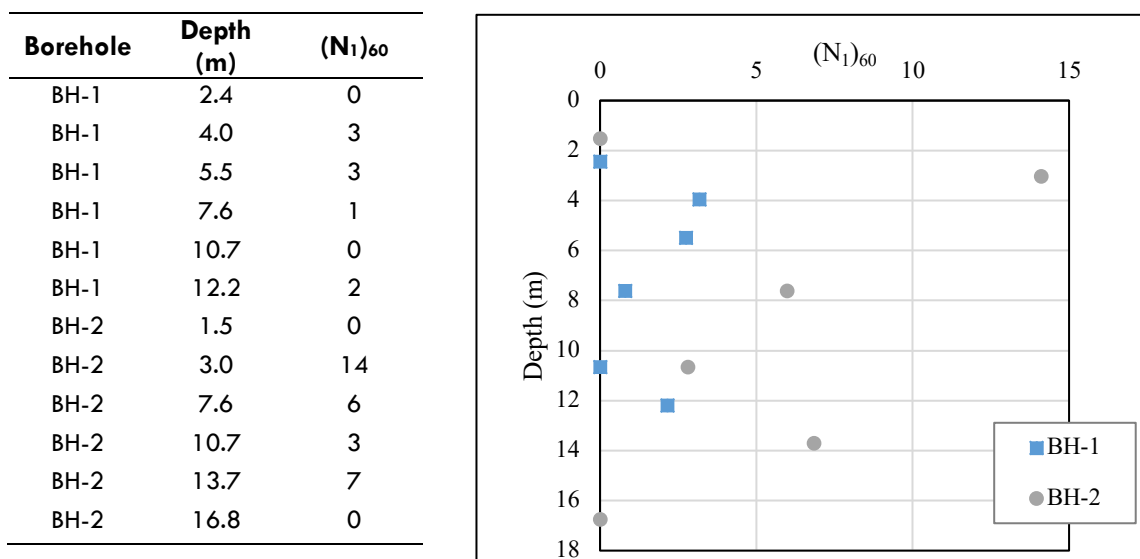 Borehole Depth (m) (N₁)₆₀
BH-1 2.4 0
BH-1 4.0 3
BH-1 5.5 3
BH-1 7.6 1
BH-1 10.7 0
BH-1 12.2 2
BH-2 1.5 0
BH-2 3.0 14
BH-2 7.6 6
BH-2 10.7 3
BH-2 13.7 7
BH-2 16.8 0
(N₁)₆₀
0 5 10 15
0
2
4
6
8
10
12
14
16
18
Depth (m)
BH-1
BH-2